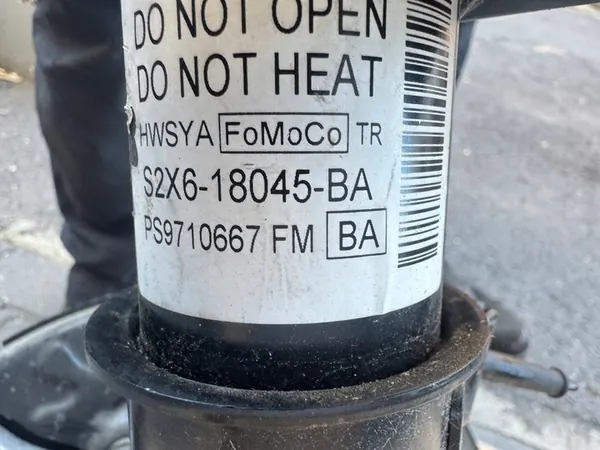 DO NOT OPEN
DO NOT HEAT
HWSYA FoMoCo TR
S2X6-18045-BA
PS9710667 FM BA